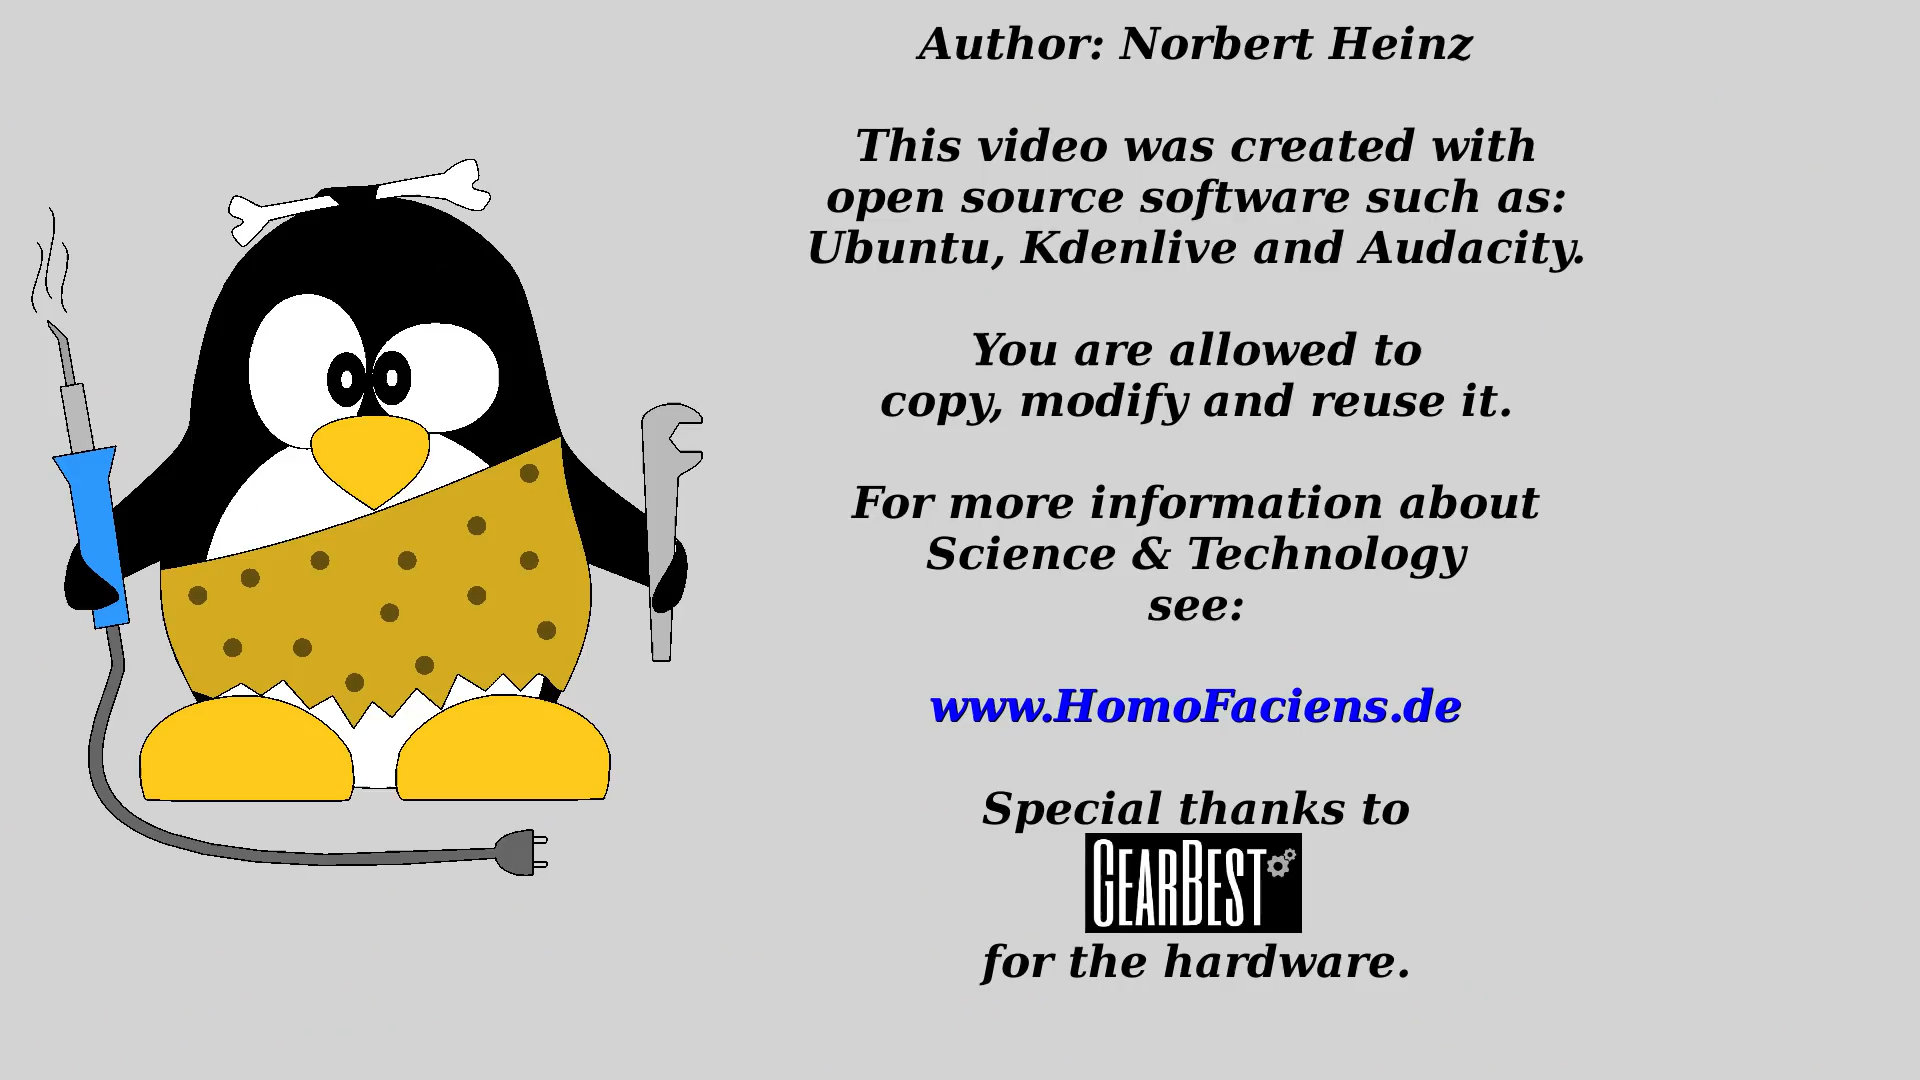 Author: Norbert Heinz
This video was created with
open source software such as:
Ubuntu, Kdenlive and Audacity.
You are allowed to
copy, modify and reuse it.
For more information about
Science & Technology
see:
www.HomoFaciens.de
Special thanks to
GEARBEST
for the hardware.